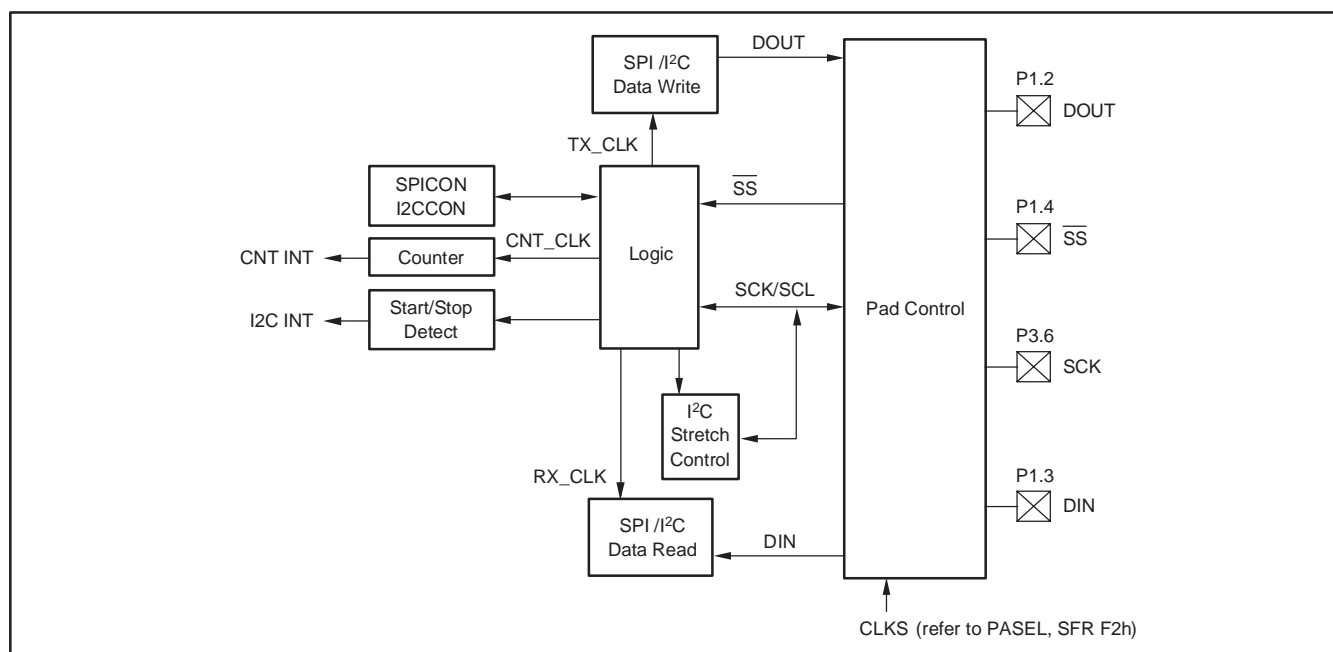 SPI /I²C
Data Write
DOUT
TX_CLK
SPICON
I2CCON
CNT INT
Counter
CNT_CLK
I2C INT
Start/Stop
Detect
Logic
S̅S̅
SCK/SCL
I²C
Stretch
Control
RX_CLK
SPI /I²C
Data Read
DIN
Pad Control
P1.2
DOUT
P1.4
S̅S̅
P3.6
SCK
P1.3
DIN
CLKS (refer to PASEL, SFR F2h)